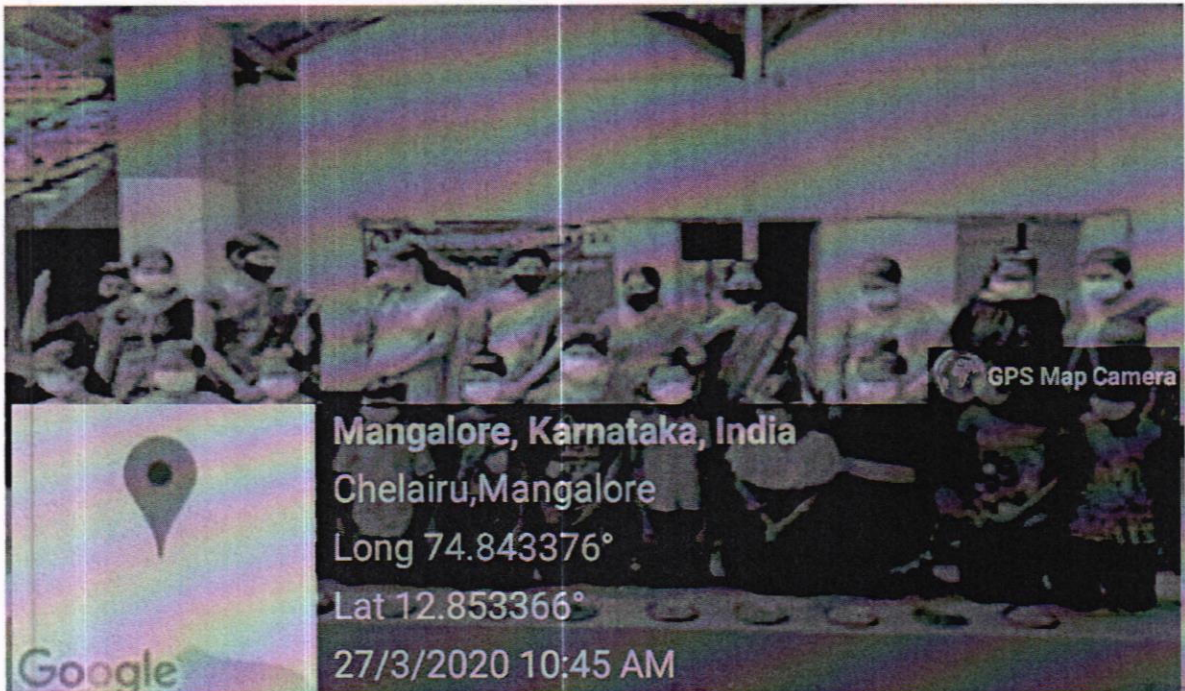 GPS Map Camera
Mangalore, Karnataka, India
Chelairu,Mangalore
Long 74.843376°
Lat 12.853366°
27/3/2020 10:45 AM
Google